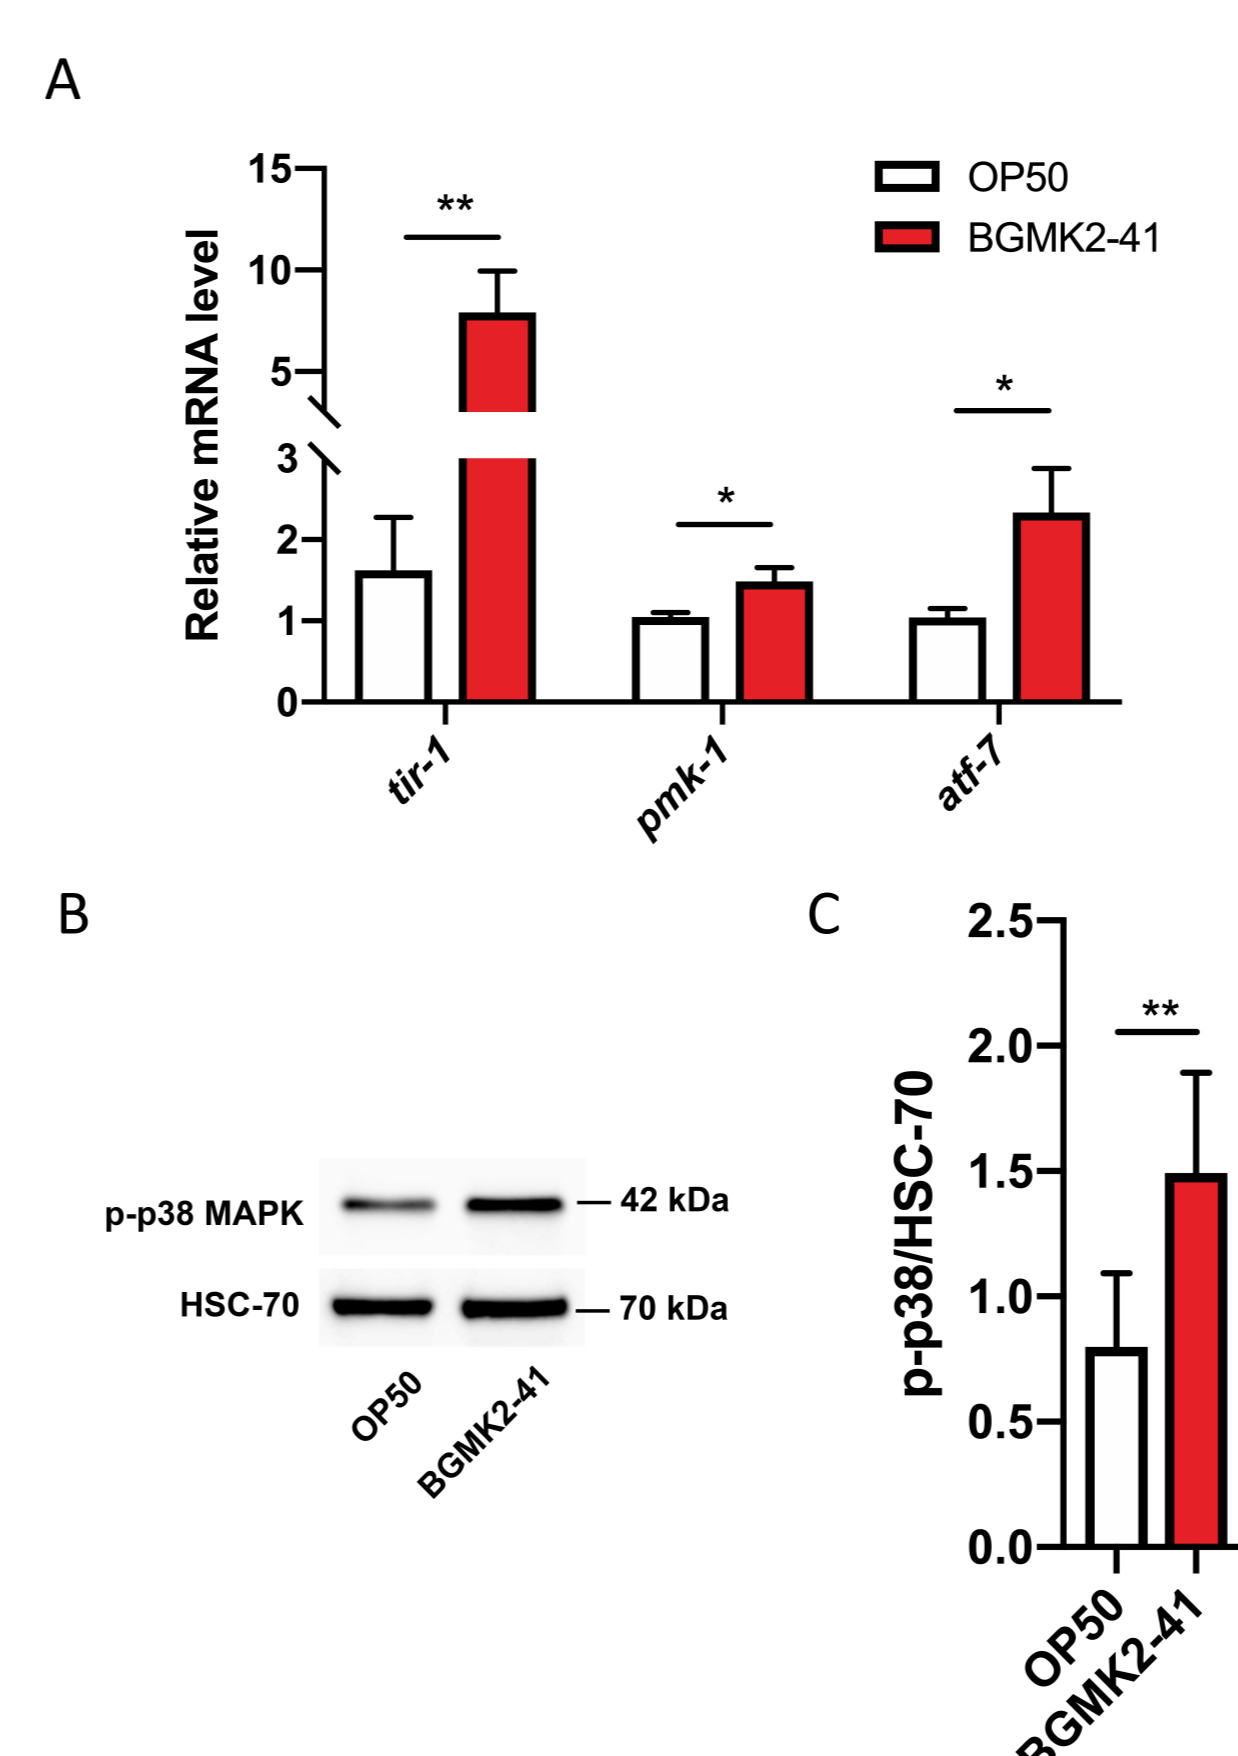 A
15
10
5
3
2
1
0
Relative mRNA level
**
*
*
OP50
BGMK2-41
tir-1
pmk-1
atf-7
B
p-p38 MAPK
42 kDa
HSC-70
70 kDa
OP50
BGMK2-41
C
2.5
2.0
1.5
1.0
0.5
0.0
p-p38/HSC-70
**
OP50
BGMK2-41